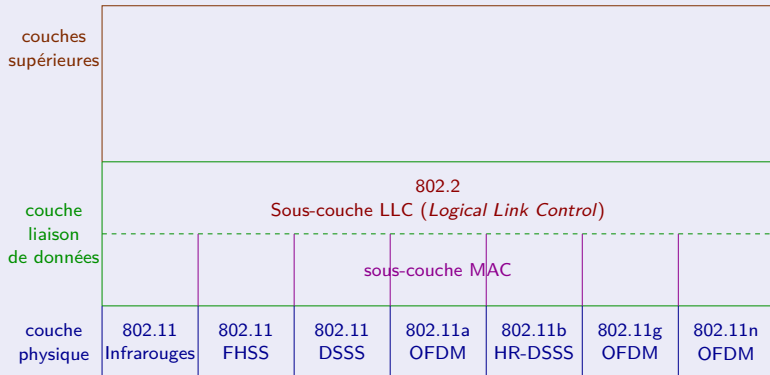 couches
supérieures
802.2
Sous-couche LLC (Logical Link Control)
couche
liaison
de données
sous-couche MAC
couche
physique
802.11
Infrarouges
802.11
FHSS
802.11
DSSS
802.11a
OFDM
802.11b
HR-DSSS
802.11g
OFDM
802.11n
OFDM